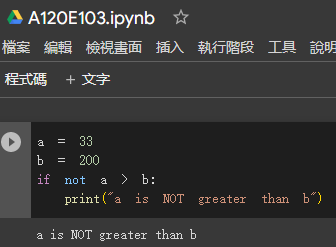 A120E103.ipynb
檔案 編輯 檢視畫面 插入 執行階段 工具 說明
程式碼 + 文字
a = 33
b = 200
if not a > b:
    print("a is NOT greater than b")
a is NOT greater than b